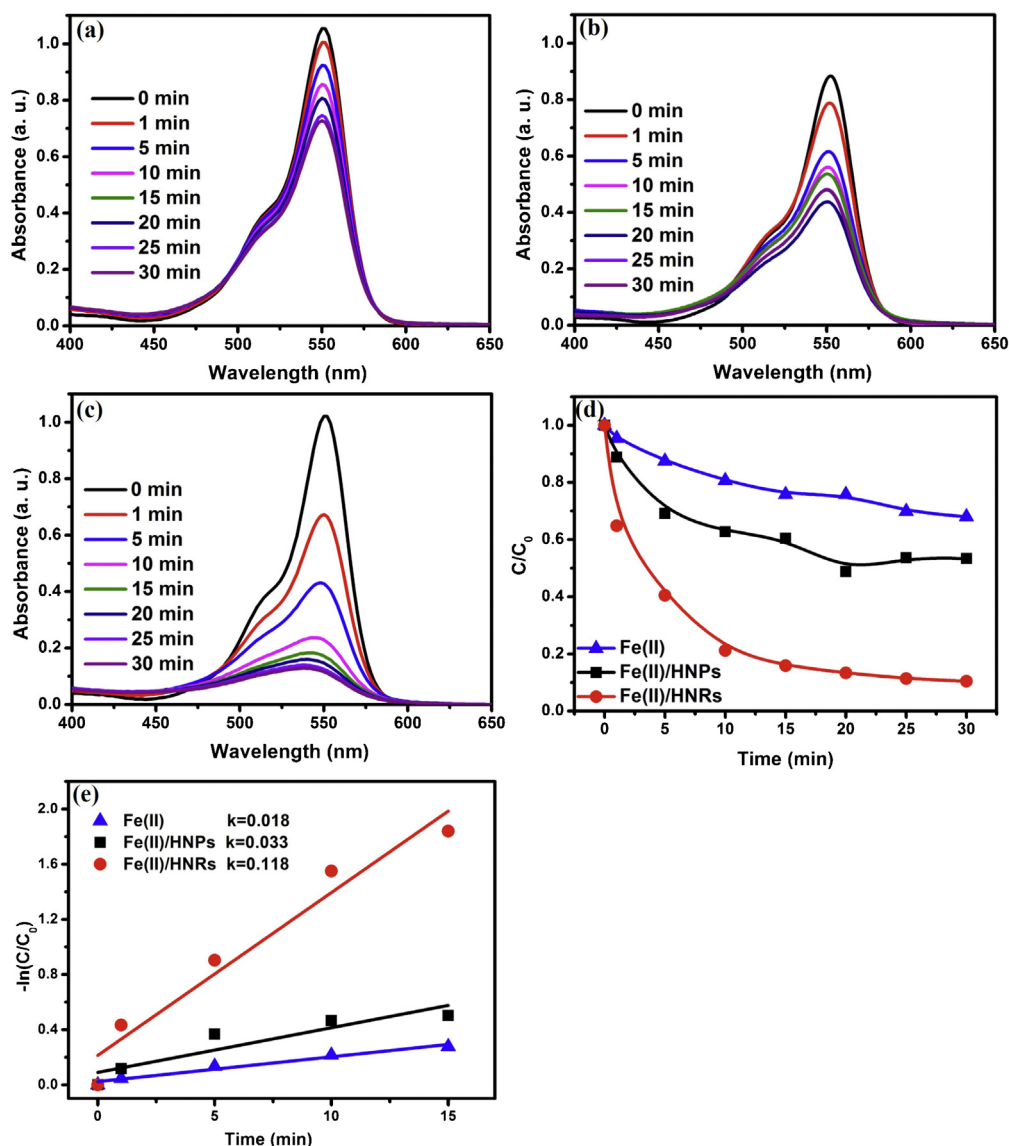 (a)
1.0
0.8
0.6
0.4
0.2
0.0
Absorbance (a. u.)
0 min
1 min
5 min
10 min
15 min
20 min
25 min
30 min
400 450 500 550 600 650
Wavelength (nm)
(b)
1.0
0.8
0.6
0.4
0.2
0.0
Absorbance (a. u.)
0 min
1 min
5 min
10 min
15 min
20 min
25 min
30 min
400 450 500 550 600 650
Wavelength (nm)
(c)
1.0
0.8
0.6
0.4
0.2
0.0
Absorbance (a. u.)
0 min
1 min
5 min
10 min
15 min
20 min
25 min
30 min
400 450 500 550 600 650
Wavelength (nm)
(d)
1.0
0.8
0.6
0.4
0.2
0.0
C/C0
Fe(II)
Fe(II)/HNPs
Fe(II)/HNRs
0 5 10 15 20 25 30
Time (min)
(e)
2.0
1.6
1.2
0.8
0.4
0.0
-ln(C/C0)
Fe(II) k=0.018
Fe(II)/HNPs k=0.033
Fe(II)/HNRs k=0.118
0 5 10 15
Time (min)